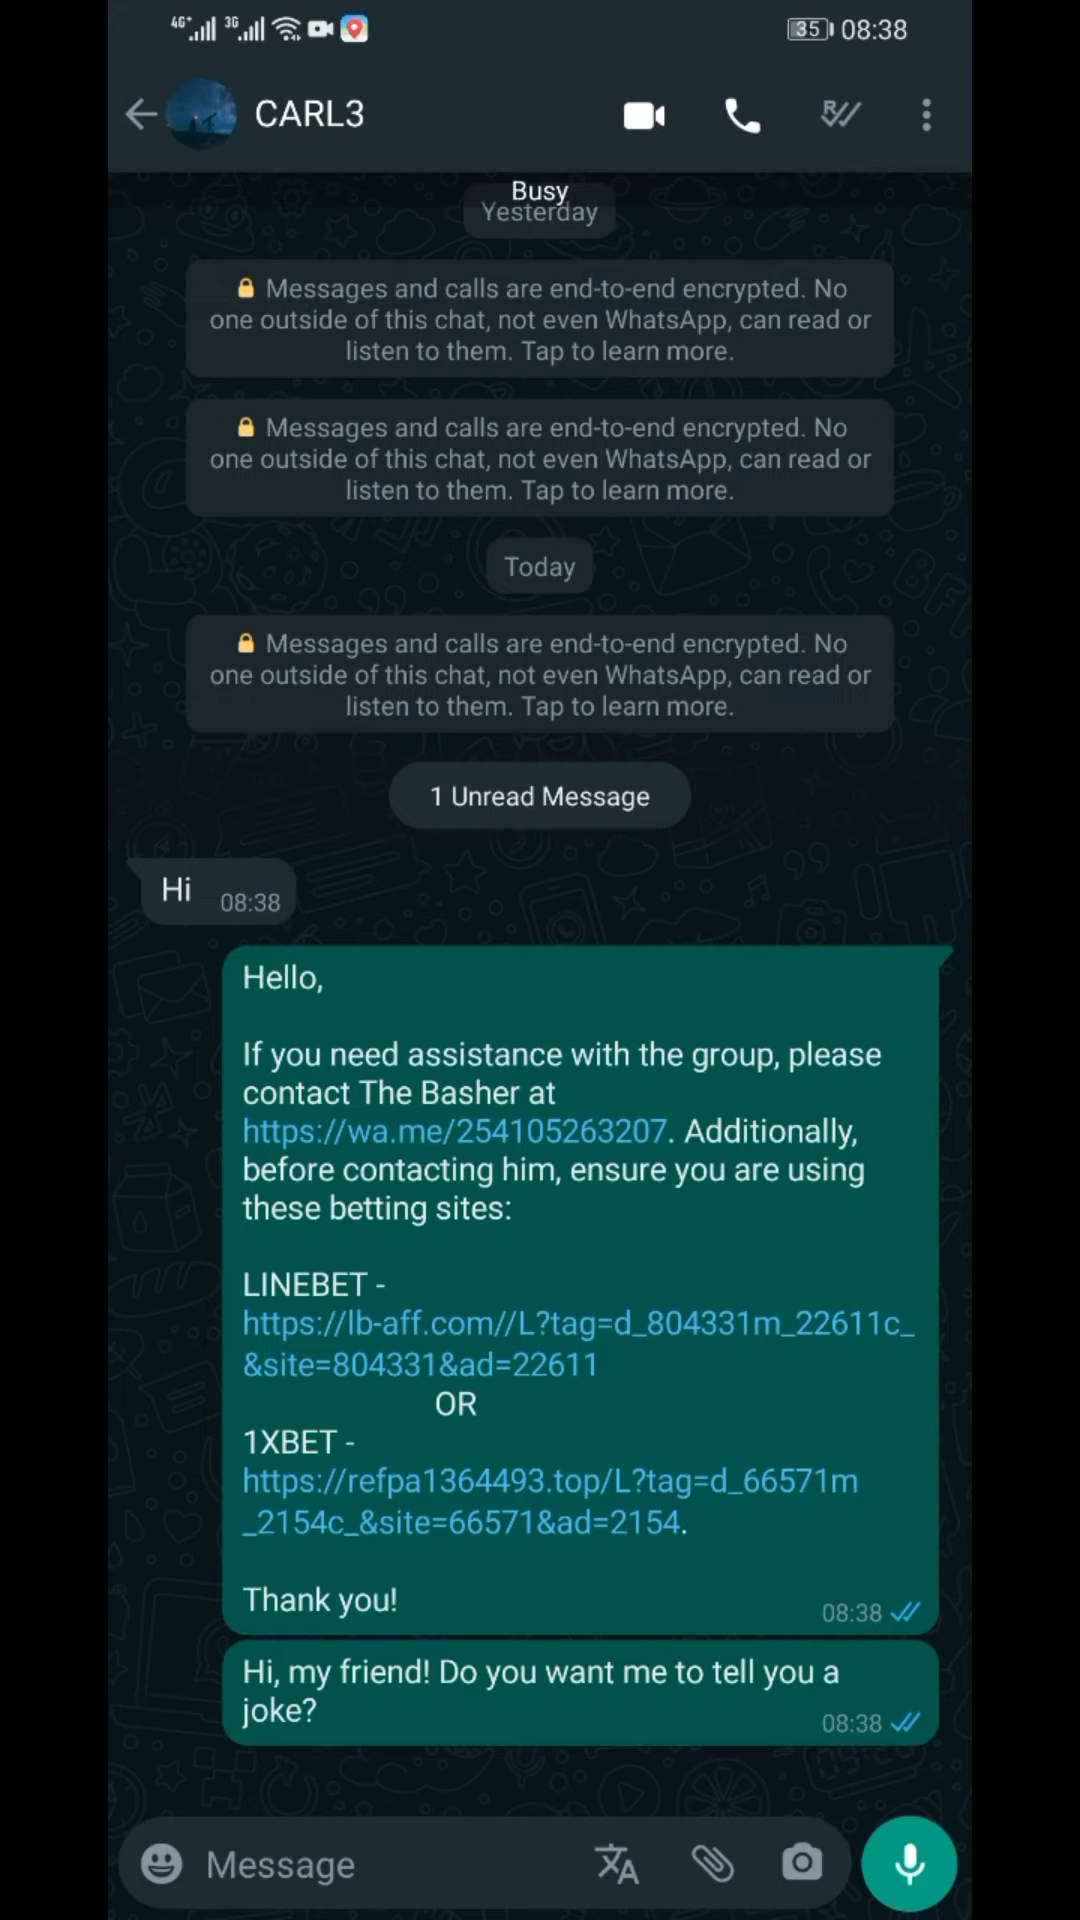 4G+ 3G 35 08:38
CARL3
Busy
Yesterday
Messages and calls are end-to-end encrypted. No
one outside of this chat, not even WhatsApp, can read or
listen to them. Tap to learn more.
Messages and calls are end-to-end encrypted. No
one outside of this chat, not even WhatsApp, can read or
listen to them. Tap to learn more.
Today
Messages and calls are end-to-end encrypted. No
one outside of this chat, not even WhatsApp, can read or
listen to them. Tap to learn more.
1 Unread Message
Hi 08:38
Hello,
If you need assistance with the group, please
contact The Basher at
https://wa.me/254105263207. Additionally,
before contacting him, ensure you are using
these betting sites:
LINEBET -
https://lb-aff.com//L?tag=d_804331m_22611c_
&site=804331&ad=22611
OR
1XBET -
https://refpa1364493.top/L?tag=d_66571m
_2154c_&site=66571&ad=2154.
Thank you!
08:38
Hi, my friend! Do you want me to tell you a
joke?
08:38
Message